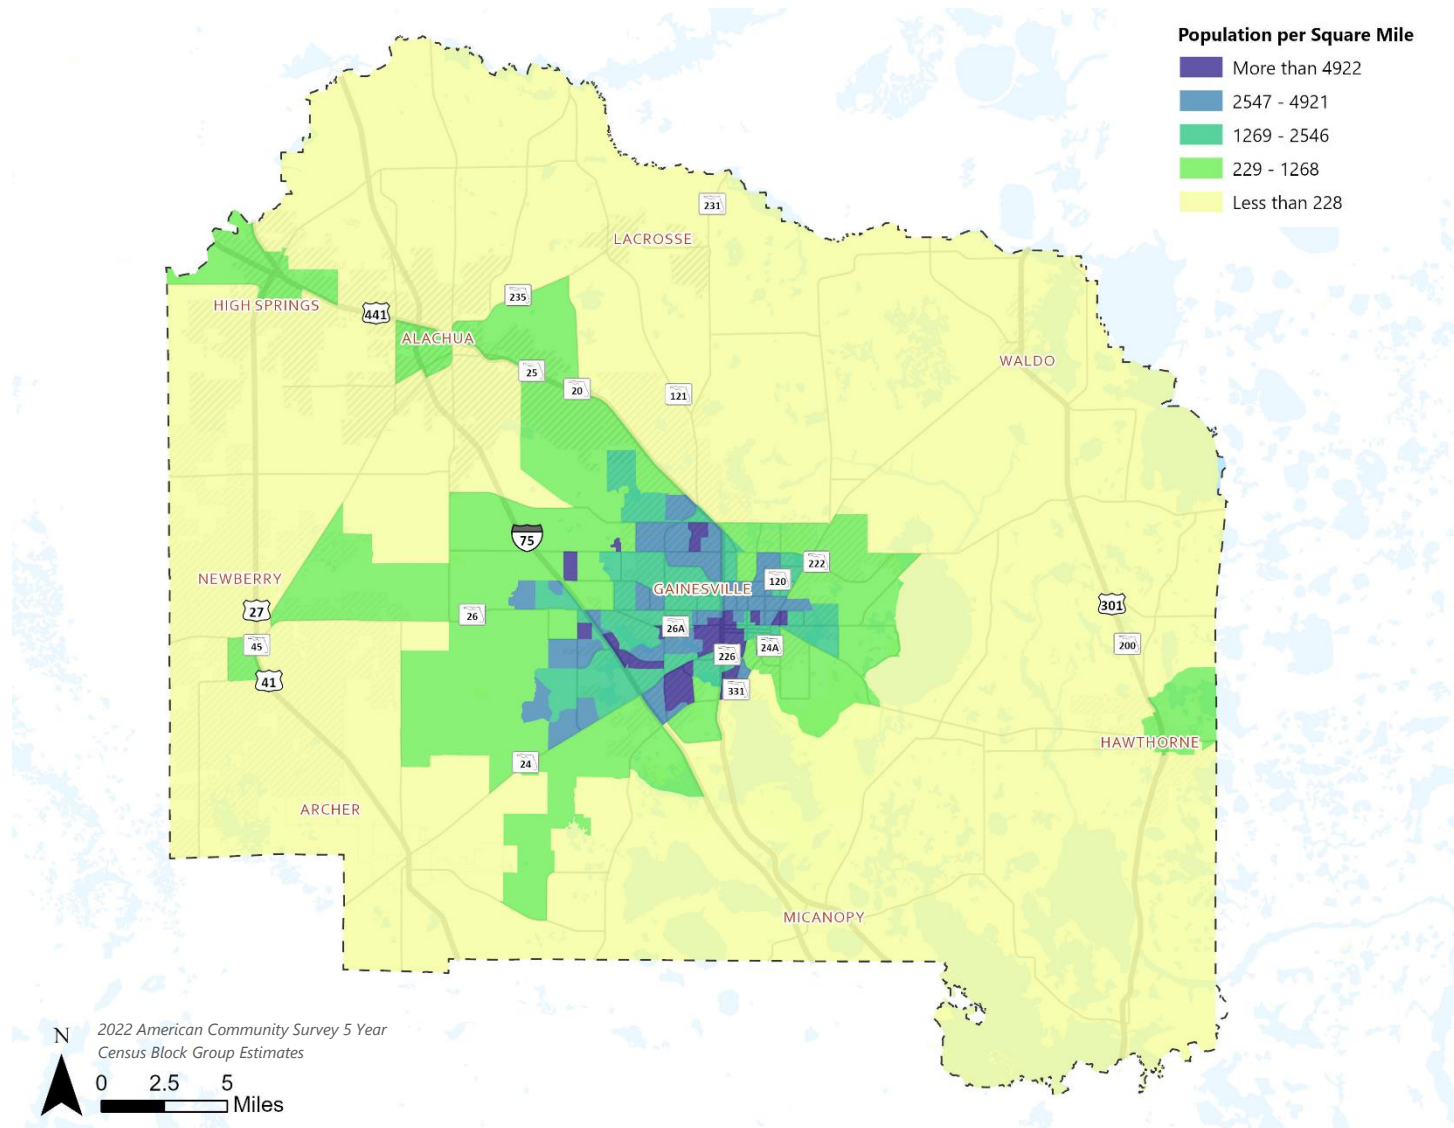 Population per Square Mile
More than 4922
2547 - 4921
1269 - 2546
229 - 1268
Less than 228
231
LACROSSE
235
HIGH SPRINGS
441
ALACHUA
WALDO
25
20
121
75
222
NEWBERRY
GAINESVILLE
120
27
26
301
26A
45
24A
200
226
41
331
HAWTHORNE
24
ARCHER
MICANOPY
N
2022 American Community Survey 5 Year
Census Block Group Estimates
0 2.5 5
Miles